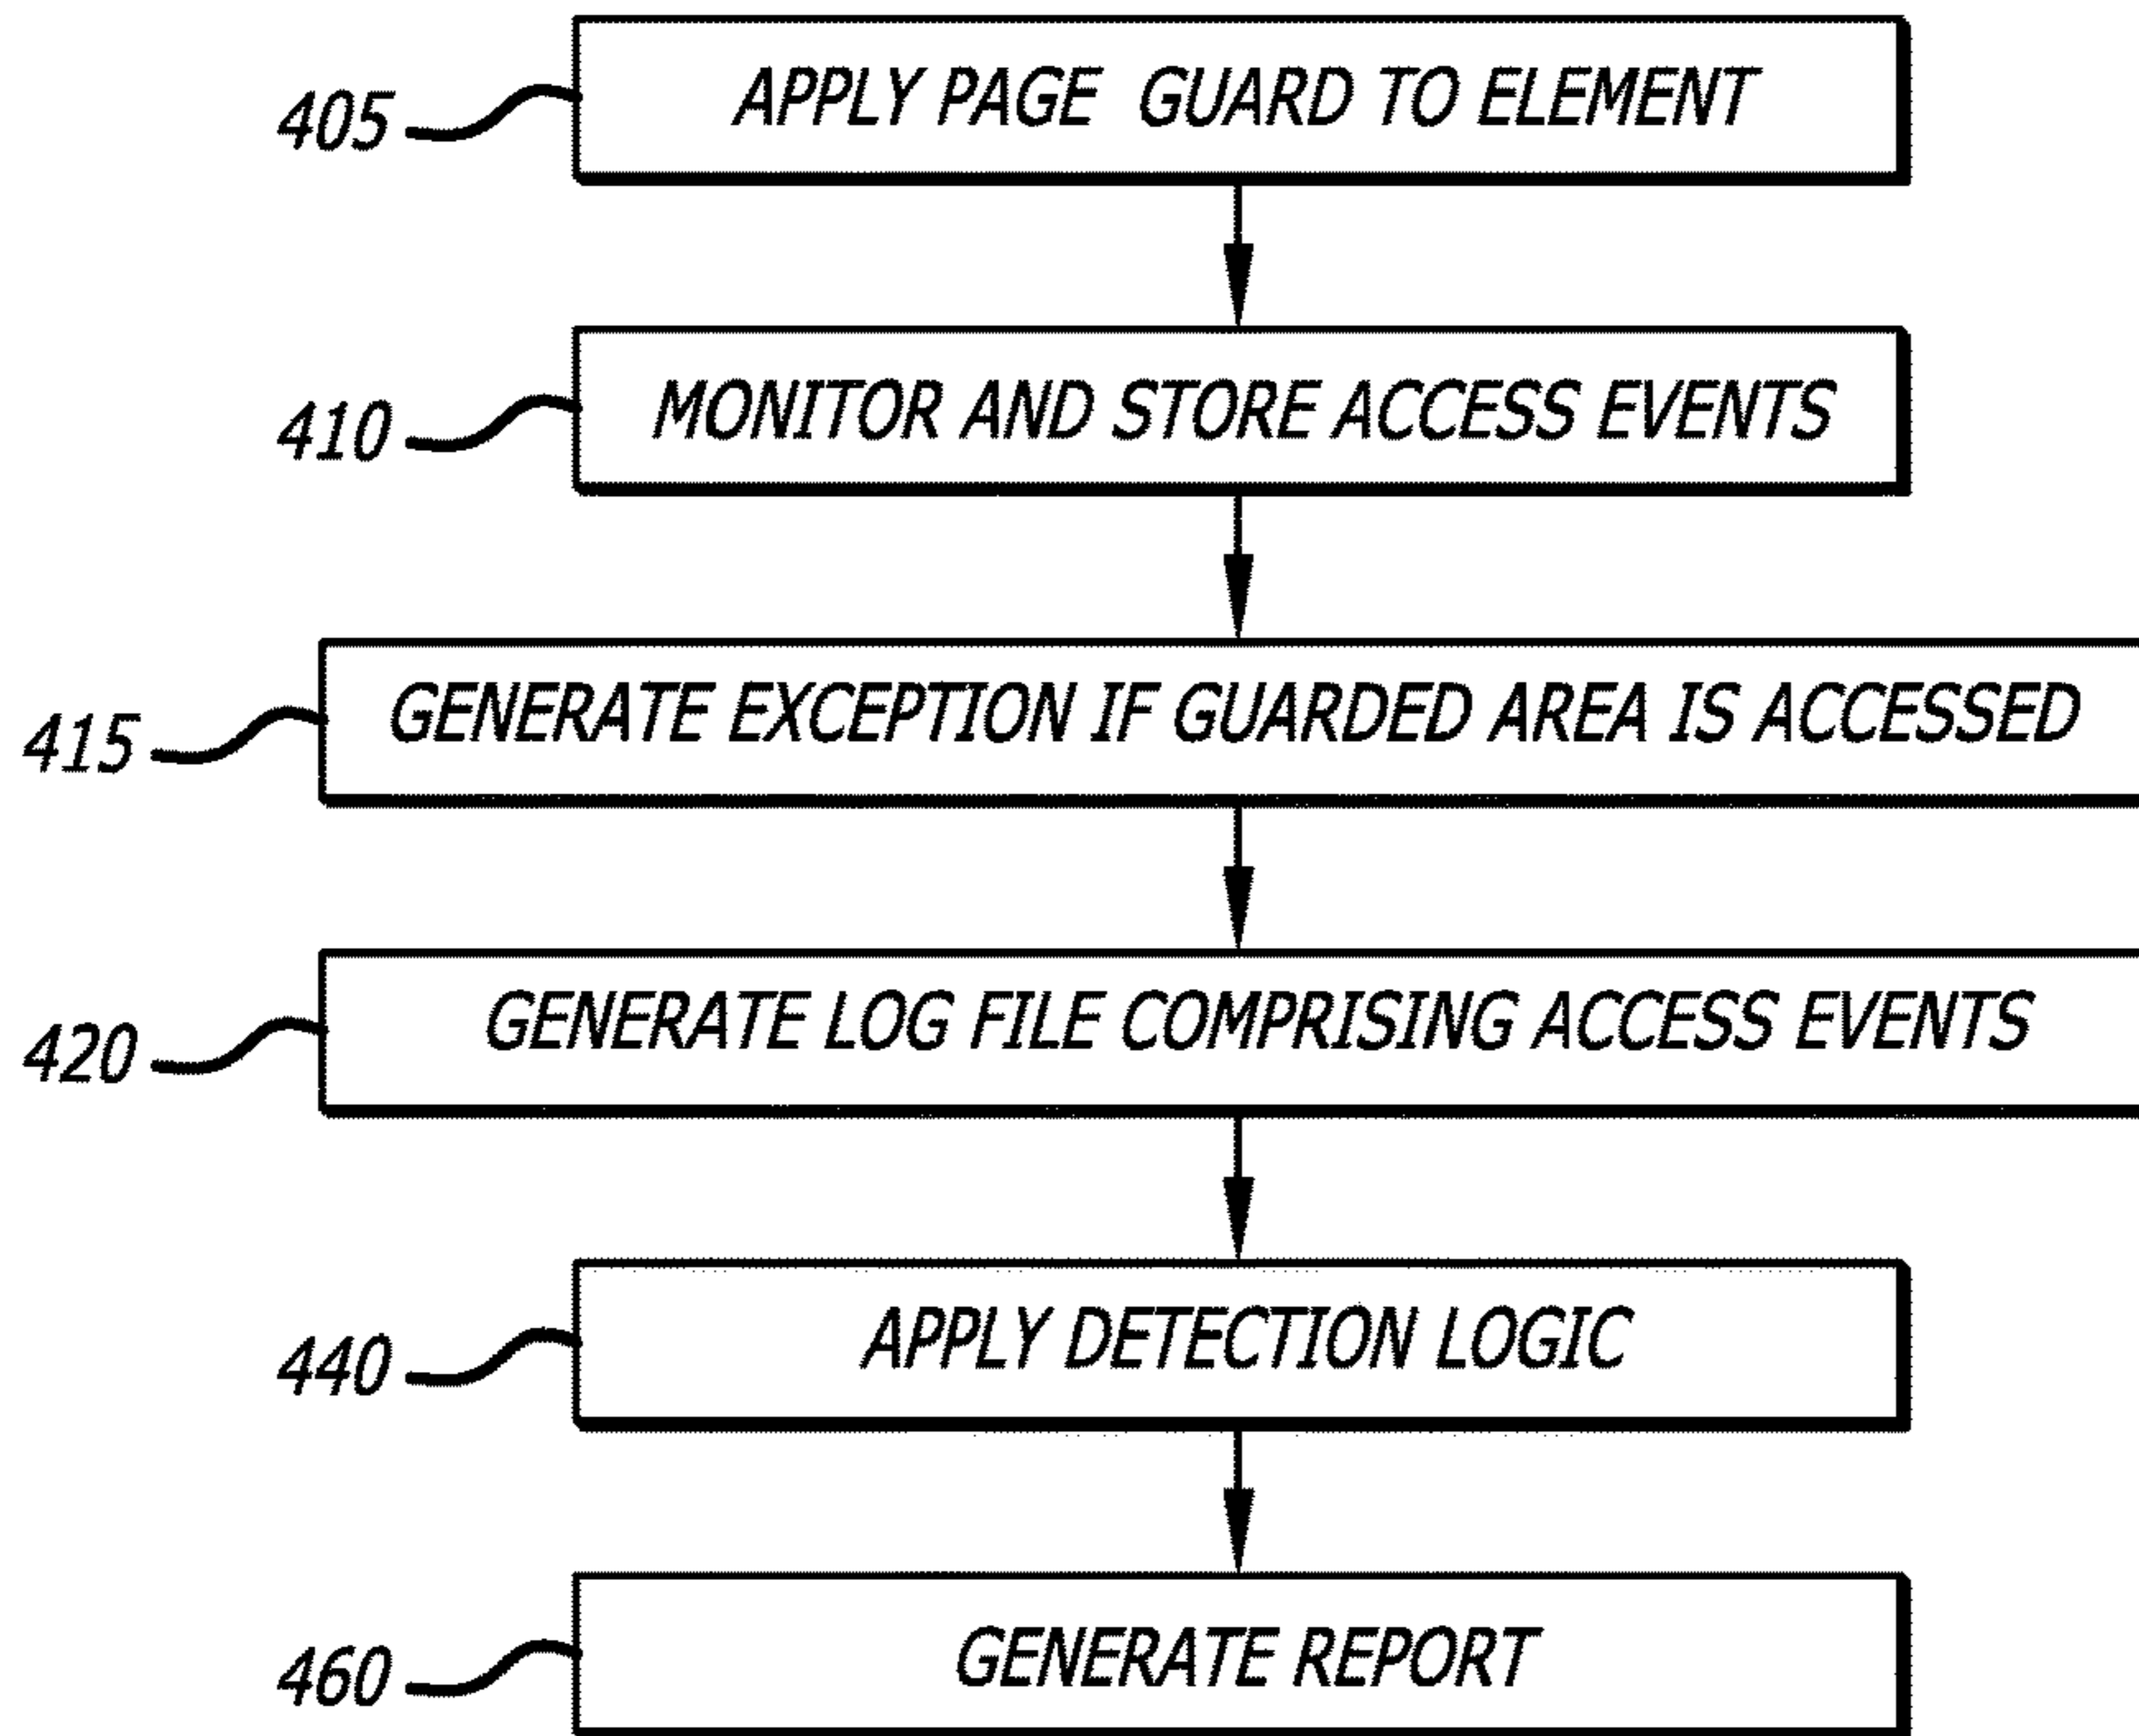 405 APPLY PAGE GUARD TO ELEMENT
410 MONITOR AND STORE ACCESS EVENTS
415 GENERATE EXCEPTION IF GUARDED AREA IS ACCESSED
420 GENERATE LOG FILE COMPRISING ACCESS EVENTS
440 APPLY DETECTION LOGIC
460 GENERATE REPORT